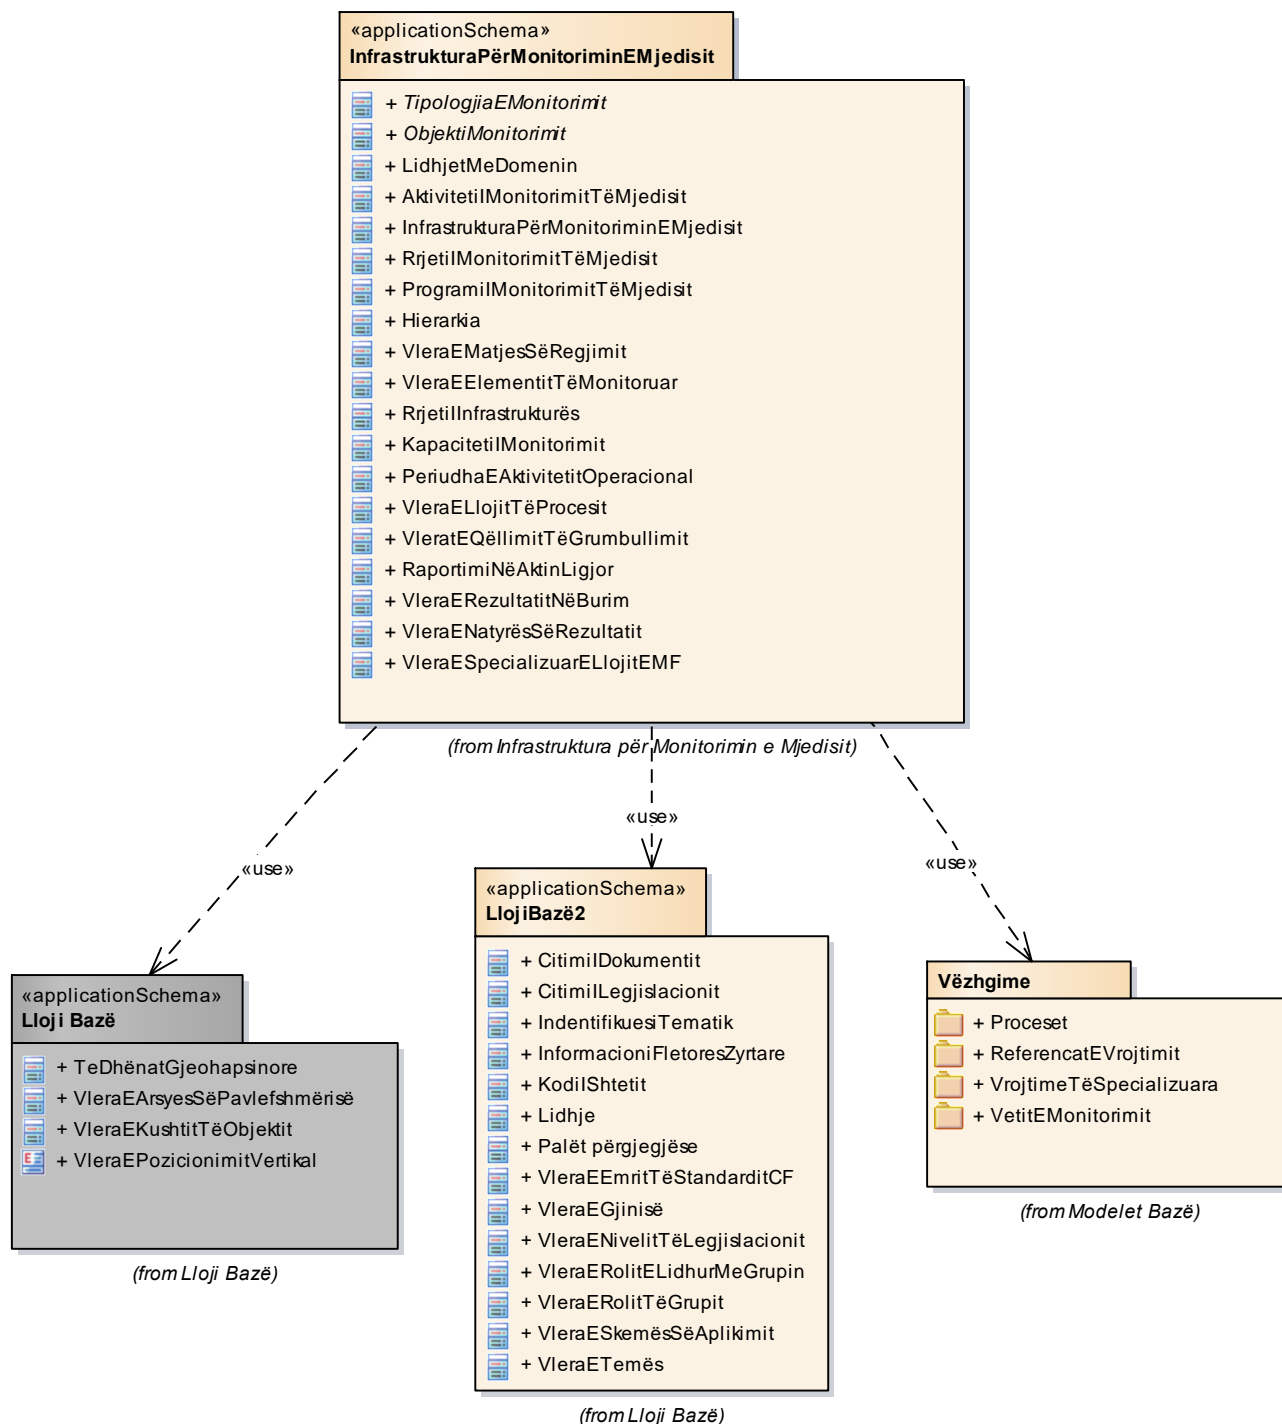 «applicationSchema»
InfrastrukturaPërMonitoriminEMjedisit
+ TipologjiaEMonitorimit
+ ObjektiMonitorimit
+ LidhjetMeDomenin
+ AktivitetiIMonitorimitTëMjedisit
+ InfrastrukturaPërMonitoriminEMjedisit
+ RrjetiIMonitorimitTëMjedisit
+ ProgramiIMonitorimitTëMjedisit
+ Hierarkia
+ VleraEMatjesSëRegjimit
+ VleraEElementitTëMonitoruar
+ RrjetiIInfrastrukturës
+ KapacitetiIMonitorimit
+ PeriudhaEAktivitetitOperacional
+ VleraELlojitTëProcesit
+ VleratEQëllimitTëGrumbullimit
+ RaportimiNëAktinLigjor
+ VleraERezultatitNëBurim
+ VleraENatyrësSëRezultatit
+ VleraESpecializuarELlojitEMF
(from Infrastruktura për Monitorimin e Mjedisit)
«use»
«use»
«use»
«applicationSchema»
Lloji Bazë
+ TeDhënatGjeohapsinore
+ VleraEArsyesSëPavlefshmërisë
+ VleraEKushtitTëObjektit
+ VleraEPozicionimitVertikal
(from Lloji Bazë)
«applicationSchema»
LlojiBazë2
+ CitimiIDokumentit
+ CitimiILegjislacionit
+ IndentifikuesiTematik
+ InformacioniFletoresZyrtare
+ KodiIShtetit
+ Lidhje
+ Palët përgjegjëse
+ VleraEEmritTëStandarditCF
+ VleraEGjinisë
+ VleraENivelitTëLegjislacionit
+ VleraERolitELidhurMeGrupin
+ VleraERolitTëGrupit
+ VleraESkemësSëAplikimit
+ VleraETemës
(from Lloji Bazë)
Vëzhgime
+ Proceset
+ ReferencatEVrojtimit
+ VrojtimeTëSpecializuara
+ VetitEMonitorimit
(from Modelet Bazë)